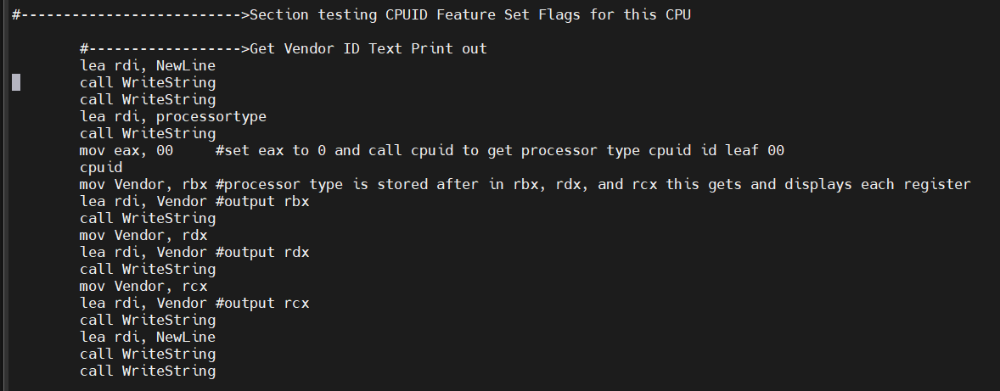 #-------------------------->Section testing CPUID Feature Set Flags for this CPU
#------------------>Get Vendor ID Text Print out
lea rdi, NewLine
call WriteString
call WriteString
lea rdi, processortype
call WriteString
mov eax, 00     #set eax to 0 and call cpuid to get processor type cpuid id leaf 00
cpuid
mov Vendor, rbx #processor type is stored after in rbx, rdx, and rcx this gets and displays each register
lea rdi, Vendor #output rbx
call WriteString
mov Vendor, rdx
lea rdi, Vendor #output rdx
call WriteString
mov Vendor, rcx
lea rdi, Vendor #output rcx
call WriteString
lea rdi, NewLine
call WriteString
call WriteString